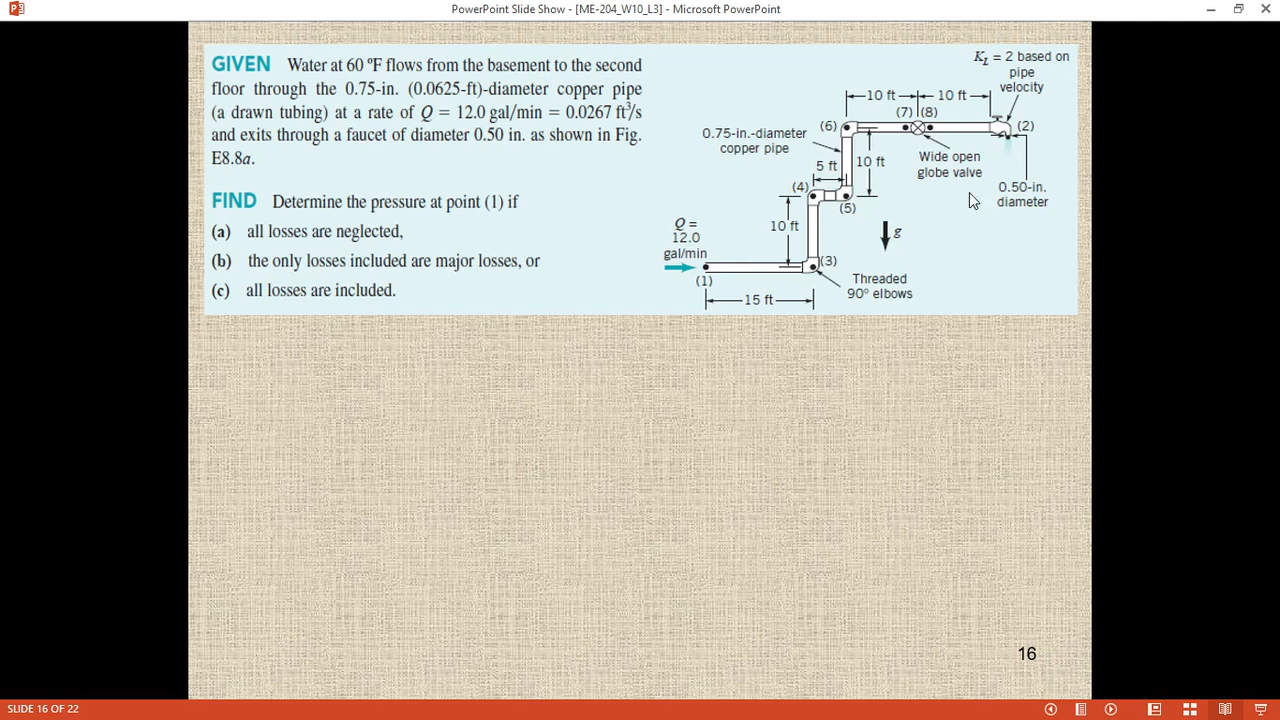 PowerPoint Slide Show - [ME-204_W10_L3] - Microsoft PowerPoint
GIVEN Water at 60 °F flows from the basement to the second
floor through the 0.75-in. (0.0625-ft)-diameter copper pipe
(a drawn tubing) at a rate of Q = 12.0 gal/min = 0.0267 ft³/s
and exits through a faucet of diameter 0.50 in. as shown in Fig.
E8.8a.
FIND Determine the pressure at point (1) if
(a) all losses are neglected,
(b) the only losses included are major losses, or
(c) all losses are included.
K_L = 2 based on
pipe
velocity
10 ft
10 ft
(7)
(8)
(6)
(2)
0.75-in.-diameter
copper pipe
5 ft
10 ft
Wide open
globe valve
(4)
(5)
0.50-in.
diameter
Q =
12.0
gal/min
10 ft
g
(3)
(1)
Threaded
90° elbows
15 ft
16
SLIDE 16 OF 22